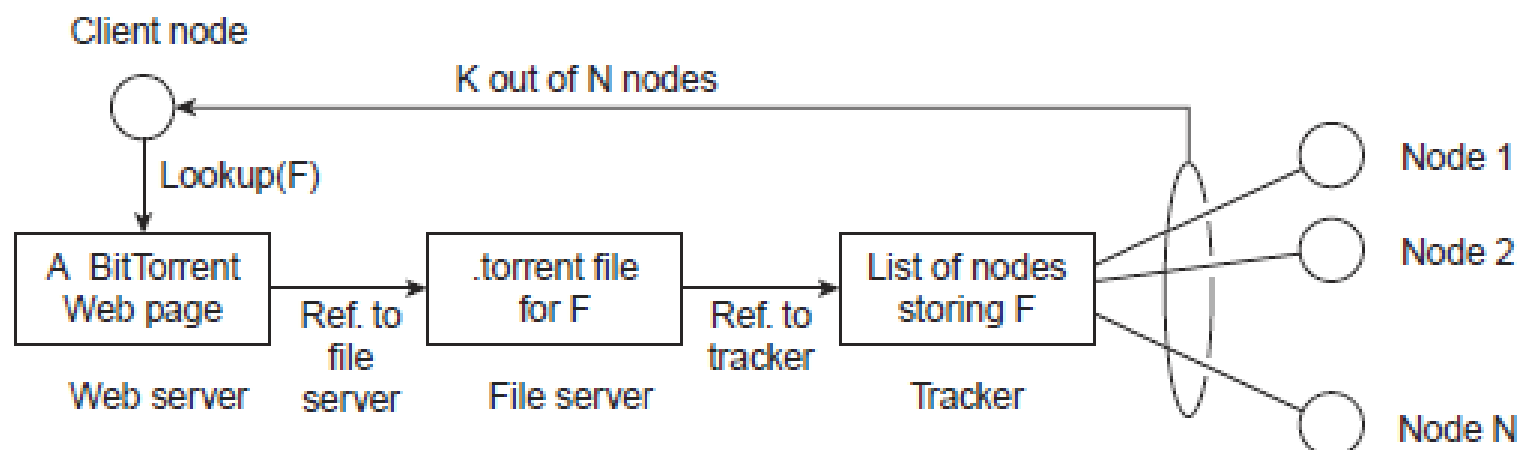 Client node
K out of N nodes
Node 1
Lookup(F)
Node 2
A BitTorrent
Web page
.torrent file
for F
List of nodes
storing F
Ref. to
file
server
Ref. to
tracker
Web server
File server
Tracker
Node N